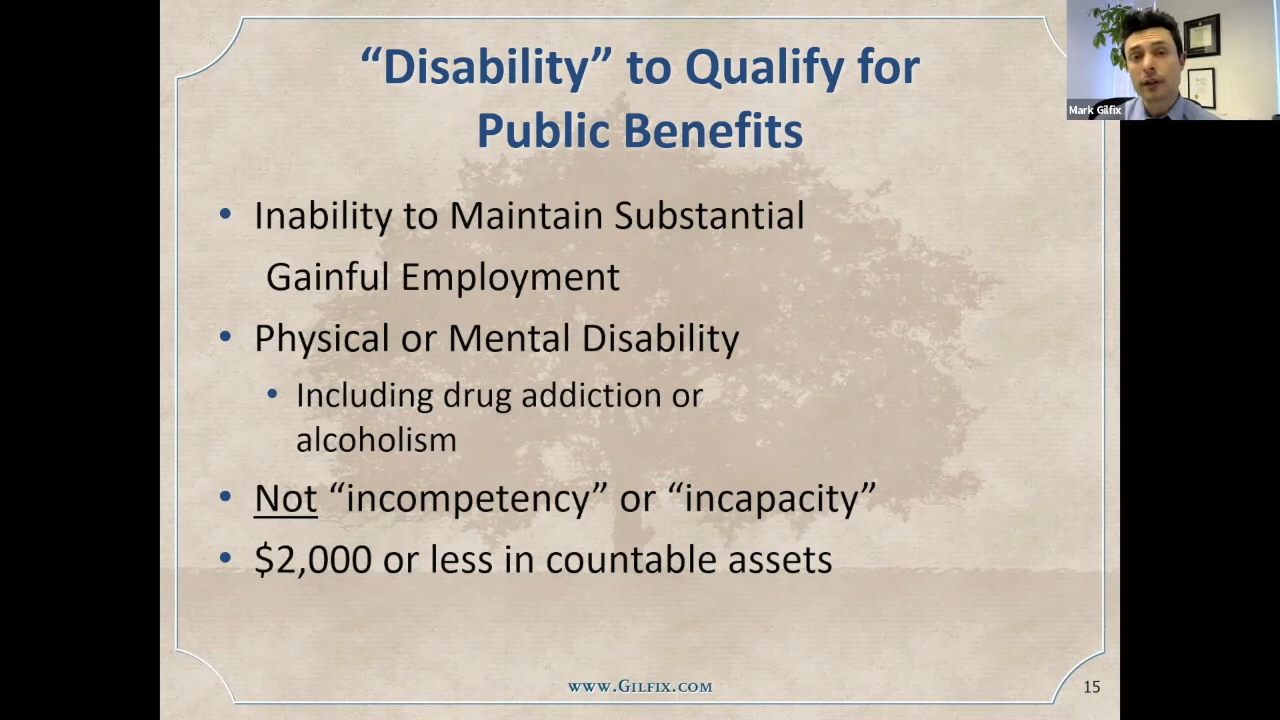 “Disability” to Qualify for
Public Benefits
• Inability to Maintain Substantial
Gainful Employment
• Physical or Mental Disability
• Including drug addiction or
alcoholism
• Not “incompetency” or “incapacity”
• $2,000 or less in countable assets
www.Gilfix.com
15
Mark Gilfix